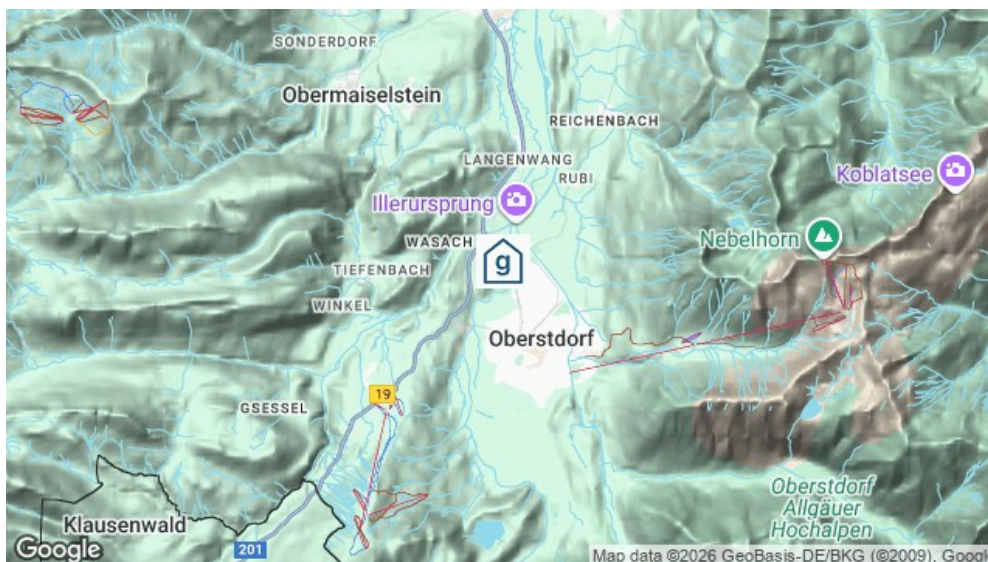 SONDERDORF
Obermaiselstein
REICHENBACH
LANGENWANG
RUBI
Koblatsee
Illerursprung
Nebelhorn
WASACH
g
TIEFENBACH
WINKEL
Oberstdorf
19
GSESSEL
Oberstdorf
Allgäuer
Hochalpen
Klausenwald
Google
201
Map data ©2026 GeoBasis-DE/BKG (©2009), Google